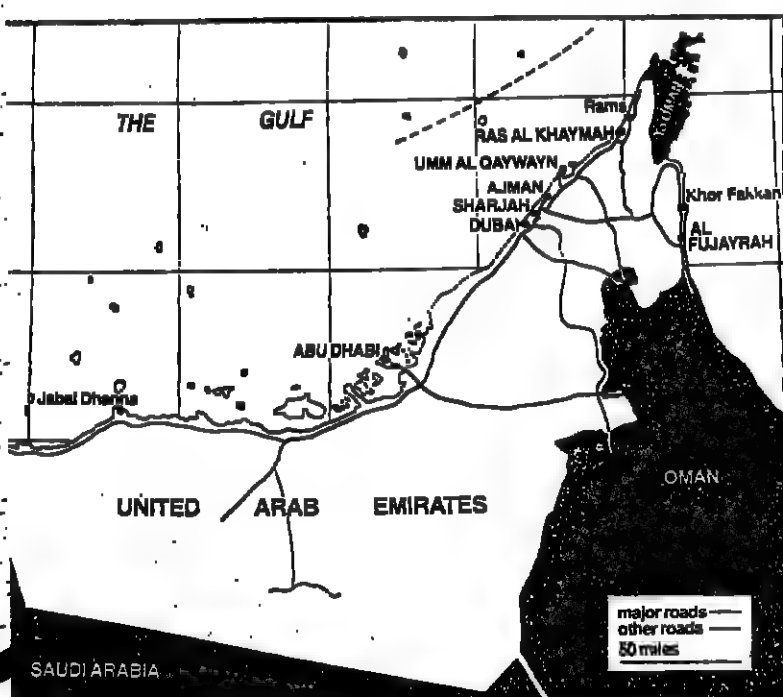 THE GULF
Rams
(OMAN)
RAS AL KHAYMAH
UMM AL QAYWAYN
AJMAN
SHARJAH
DUBAI
Khor Fakkan
AL
FUJAYRAH
ABU DHABI
Jabal Dhanna
UNITED ARAB EMIRATES
OMAN
SAUDI ARABIA
major roads
other roads
50 miles